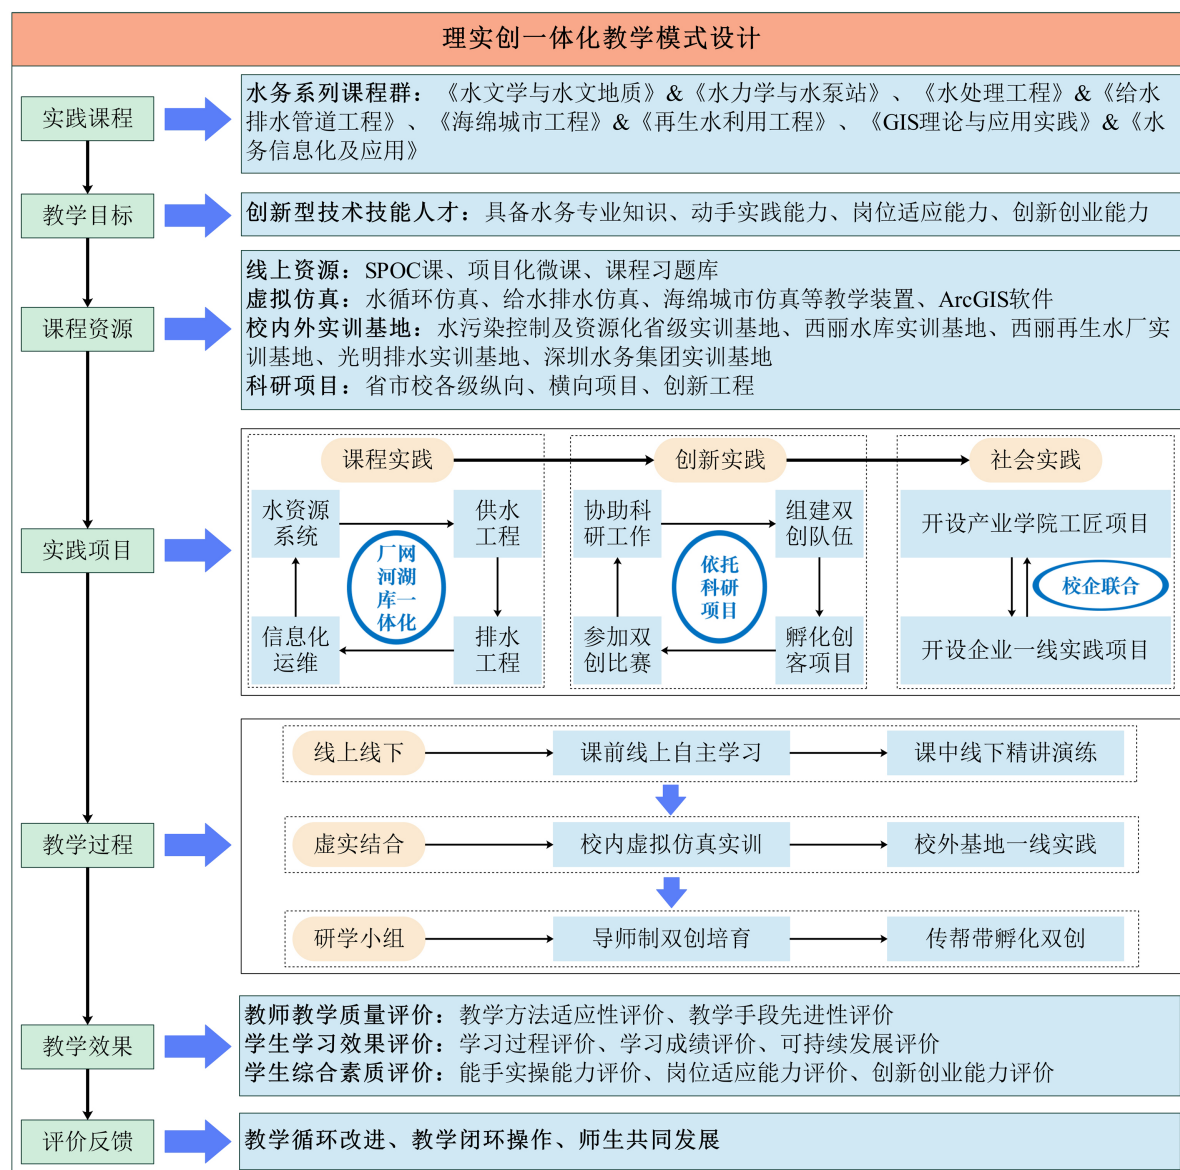 理实创一体化教学模式设计
实践课程
水务系列课程群：《水文学与水文地质》&《水力学与水泵站》、《水处理工程》&《给水
排水管道工程》、《海绵城市工程》&《再生水利用工程》、《GIS理论与应用实践》&《水
务信息化及应用》
教学目标
创新型技术技能人才：具备水务专业知识、动手实践能力、岗位适应能力、创新创业能力
课程资源
线上资源：SPOC课、项目化微课、课程习题库
虚拟仿真：水循环仿真、给水排水仿真、海绵城市仿真等教学装置、ArcGIS软件
校内外实训基地：水污染控制及资源化省级实训基地、西丽水库实训基地、西丽再生水厂实
训基地、光明排水实训基地、深圳水务集团实训基地
科研项目：省市校各级纵向、横向项目、创新工程
实践项目
课程实践
水资源
系统
供水
工程
厂网
河湖
库一
体化
信息化
运维
排水
工程
创新实践
协助科
研工作
组建双
创队伍
依托
科研
项目
参加双
创比赛
孵化创
客项目
社会实践
开设产业学院工匠项目
校企联合
开设企业一线实践项目
教学过程
线上线下
课前线上自主学习
课中线下精讲演练
虚实结合
校内虚拟仿真实训
校外基地一线实践
研学小组
导师制双创培育
传帮带孵化双创
教学效果
教师教学质量评价：教学方法适应性评价、教学手段先进性评价
学生学习效果评价：学习过程评价、学习成绩评价、可持续发展评价
学生综合素质评价：能手实操能力评价、岗位适应能力评价、创新创业能力评价
评价反馈
教学循环改进、教学闭环操作、师生共同发展